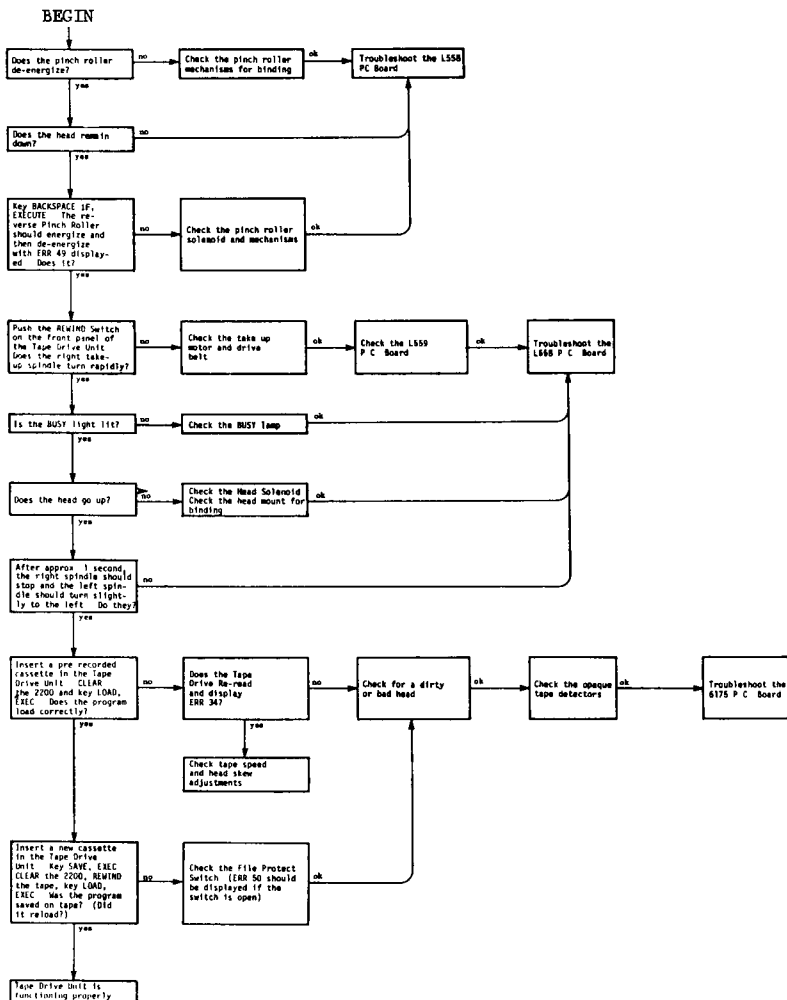 BEGIN
Does the pinch roller
de-energize?
no
Check the pinch roller
mechanisms for binding
ok
Troubleshoot the L558
PC Board
yes
Does the head remain
down?
no
yes
Key BACKSPACE 1F,
EXECUTE The re-
verse Pinch Roller
should energize and
then de-energize
with ERR 49 display-
ed Does it?
no
Check the pinch roller
solenoid and mechanisms
ok
yes
Push the REWIND Switch
on the front panel of
the Tape Drive Unit
Does the right take-
up spindle turn rapidly?
no
Check the take up
motor and drive
belt
ok
Check the L659
P C Board
ok
Troubleshoot the
L668 P C Board
yes
Is the BUSY light lit?
no
Check the BUSY lamp
ok
yes
Does the head go up?
no
Check the Head Solenoid
Check the head mount for
binding
ok
yes
After approx 1 second,
the right spindle should
stop and the left spin-
dle should turn slight-
ly to the left Do they?
no
yes
Insert a pre recorded
cassette in the Tape
Drive Unit CLEAR
the 2200 and key LOAD,
EXEC Does the program
load correctly?
no
Does the Tape
Drive Re-read
and display
ERR 34?
no
Check for a dirty
or bad head
ok
Check the opaque
tape detectors
ok
Troubleshoot the
6175 P C Board
yes
yes
Check tape speed
and head skew
adjustments
Insert a new cassette
in the Tape Drive
Unit Key SAVE, EXEC
CLEAR the 2200, REWIND
the tape, key LOAD,
EXEC Was the program
saved on tape? (Did
it reload?)
no
Check the File Protect
Switch (ERR 50 should
be displayed if the
switch is open)
ok
yes
Tape Drive Unit is
functioning properly